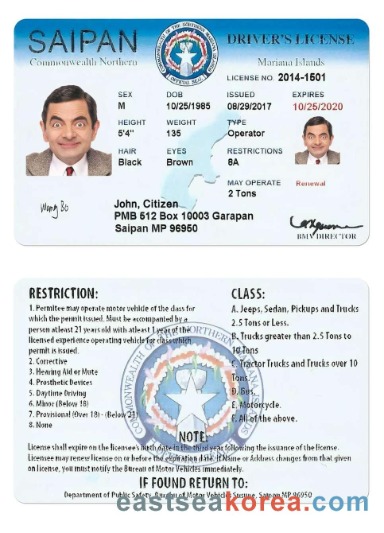 SAIPAN
DRIVER'S LICENSE
Commonwealth Northern
Mariana Islands
LICENSE NO 2014-1501
SEX DOB ISSUED EXPIRES
M 10/25/1985 08/29/2017 10/25/2020
HEIGHT WEIGHT TYPE
5'4" 135 Operator
HAIR EYES RESTRICTIONS
Black Brown 8A
MAY OPERATE Renewal
2 Tons
John, Citizen
PMB 512 Box 10003 Garapan
Saipan MP 96950
BMV DIRECTOR
RESTRICTION:
1. Permitee may operate motor vehicle of the dass for
which the permit issued. Must be accompanied by a
person atleast 21 years old with atleast 1 year of the
licensed experience operating vehicle for class which
permit is issued.
2. Corrective
3. Hearing Aid or Mute
4. Prosthetic Devices
5. Daytime Driving
6. Minor (Below 18)
7. Provisional (Over 18) - (Below 21)
8. None
CLASS:
A. Jeeps, Sedan, Pickups and Trucks
2.5 Tons or Less.
B. Trucks greater than 2.5 Tons to
10 Tons
C. Tractor Trucks and Trucks over 10
Tons.
D. Bus.
E. Motorcycle.
F. All of the above.
NOTE:
License shall expire on the licensee's birth date in the third year following the issuance of the license.
Licensee may renew license on or before the expiration date. If Name or Address changes from that given
on license, you must notify the Bureau of Motor Vehicles immediately.
IF FOUND RETURN TO:
Department of Public Safety, Bureau of Motor Vehicles Susupe, Saipan MP 96950
eastseakorea.com